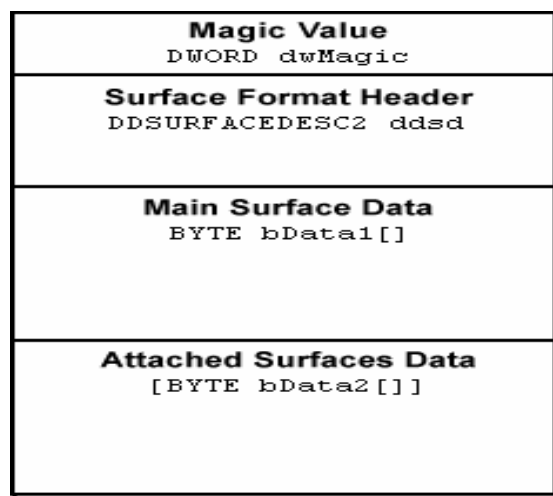 Magic Value
DWORD dwMagic
Surface Format Header
DDSURFACEDESC2 ddsd
Main Surface Data
BYTE bData1[]
Attached Surfaces Data
[BYTE bData2[]]